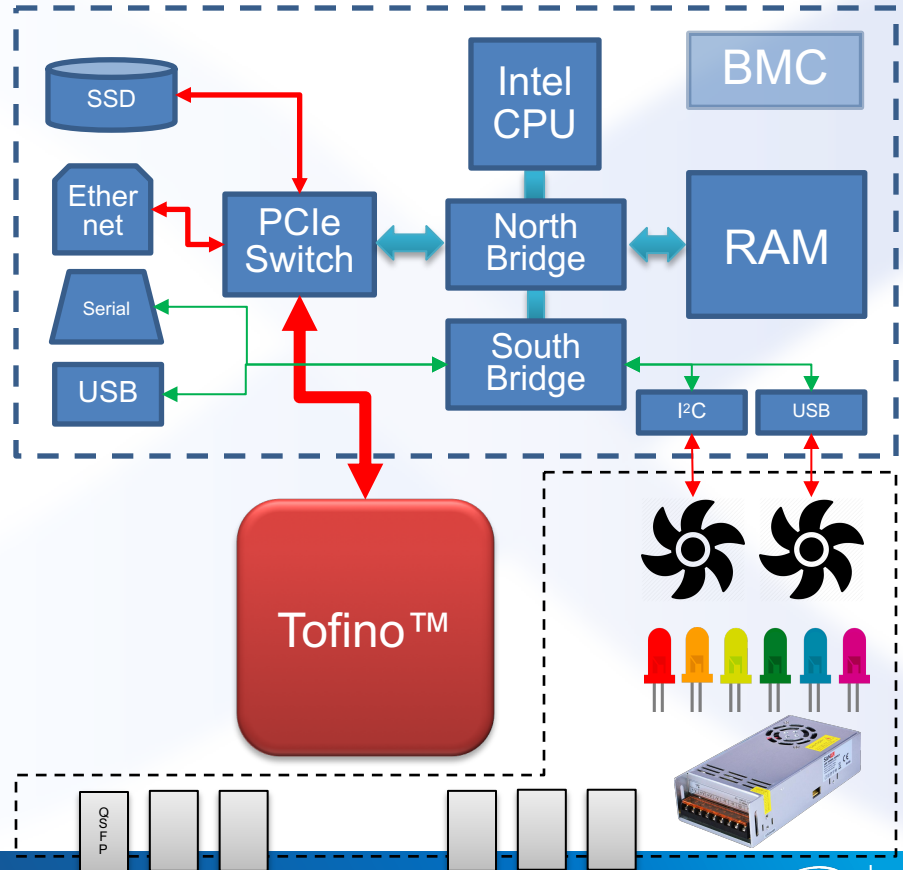 SSD
Intel
CPU
BMC
Ether
net
PCIe
Switch
North
Bridge
RAM
Serial
USB
South
Bridge
I²C
USB
Tofino™
Q
S
F
P